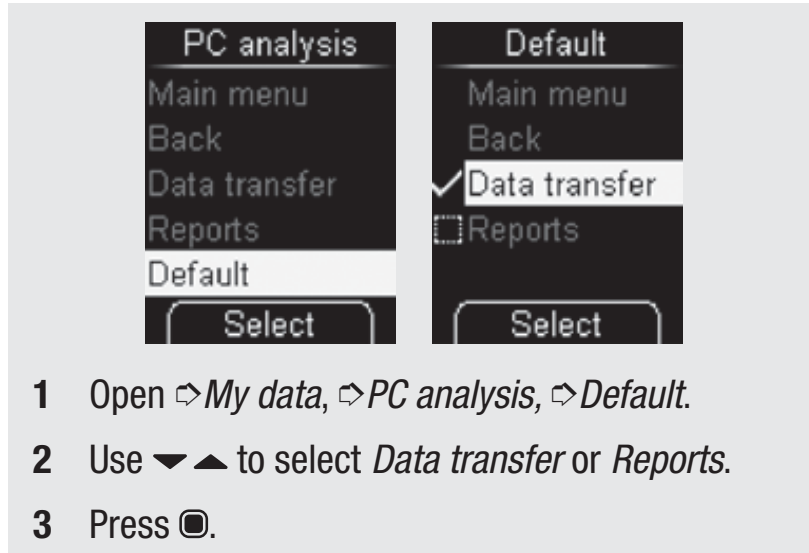 PC analysis
Main menu
Back
Data transfer
Reports
Default
Select
Default
Main menu
Back
Data transfer
Reports
Select
1 Open ➪My data, ➪PC analysis, ➪Default.
2 Use to select Data transfer or Reports.
3 Press .